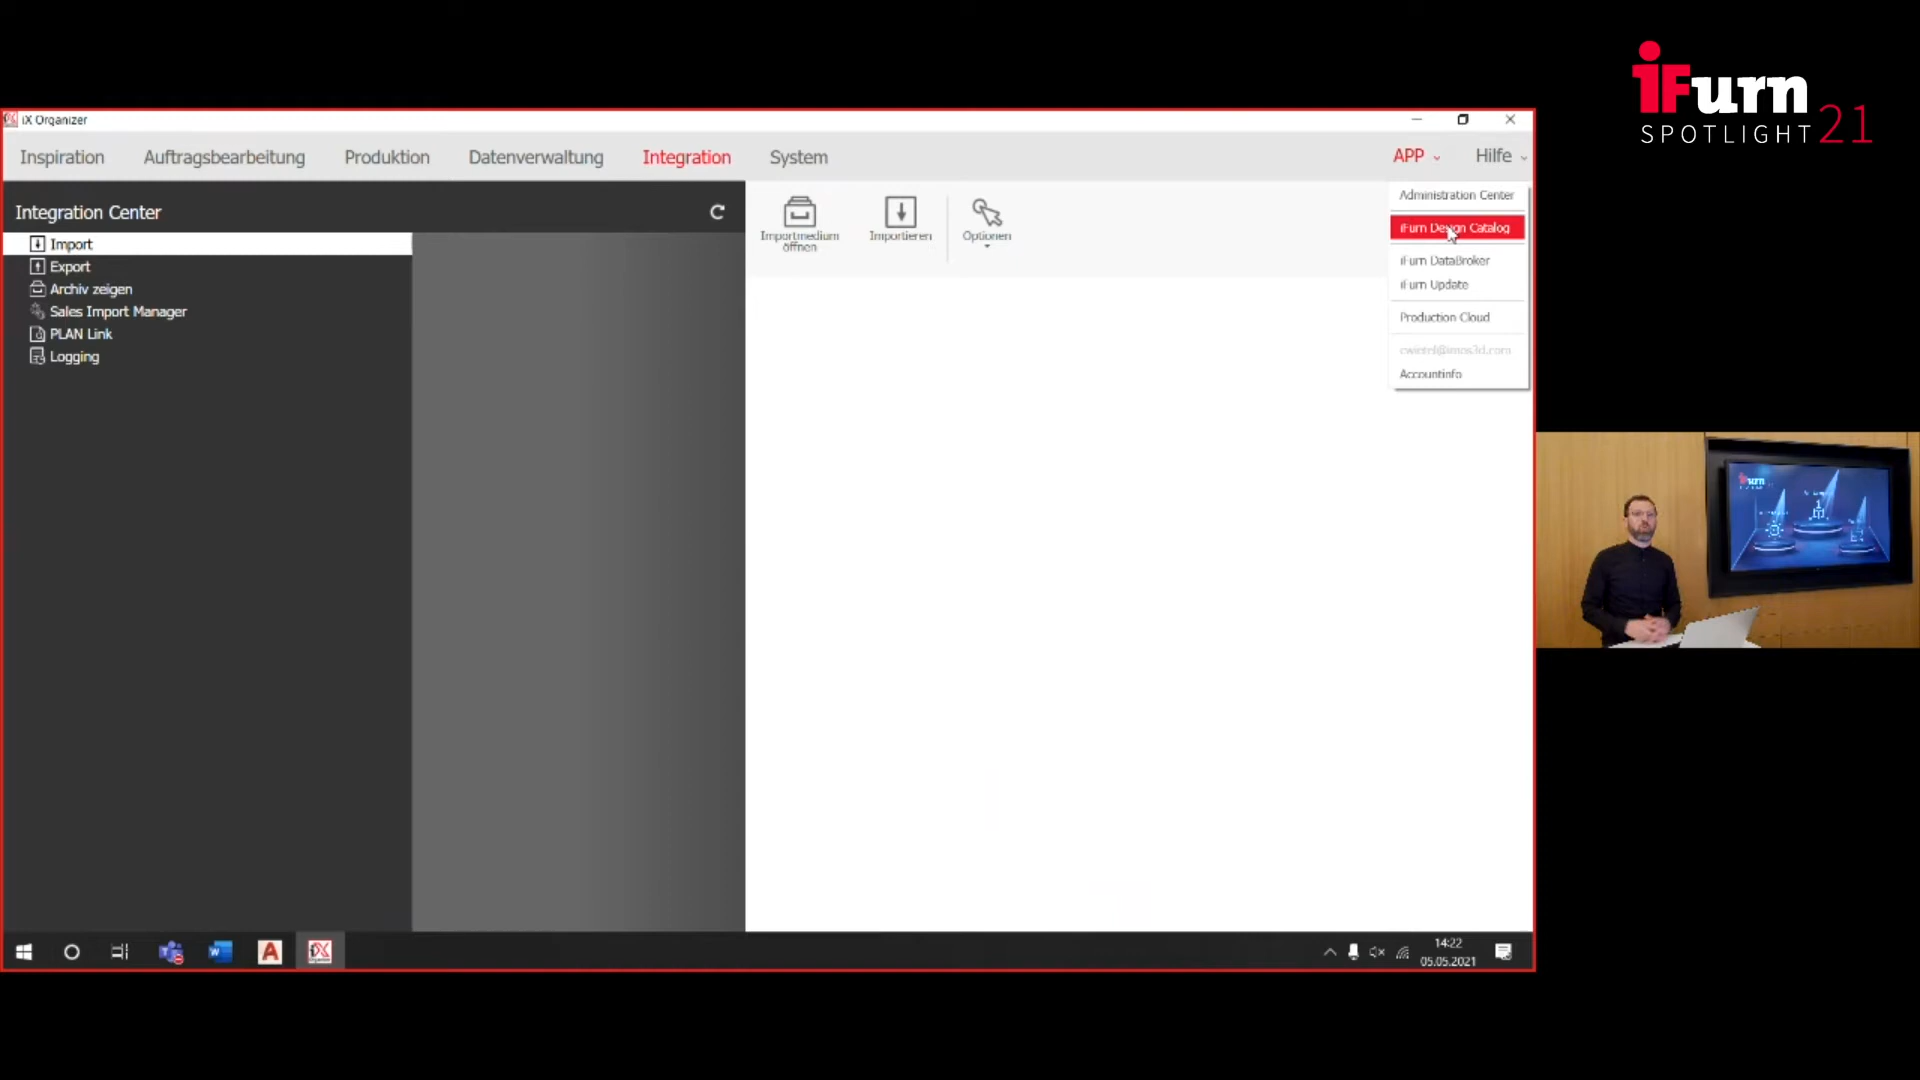 iFurn
SPOTLIGHT 21
iX Organizer
Inspiration Auftragsbearbeitung Produktion Datenverwaltung Integration System APP Hilfe
Integration Center
Import
Export
Archiv zeigen
Sales Import Manager
PLAN Link
Logging
Importmedium
öffnen
Importieren
Optionen
Administration Center
iFurn Design Catalog
iFurn DataBroker
iFurn Update
Production Cloud
Accountinfo
iFurn
14:22
05.05.2021